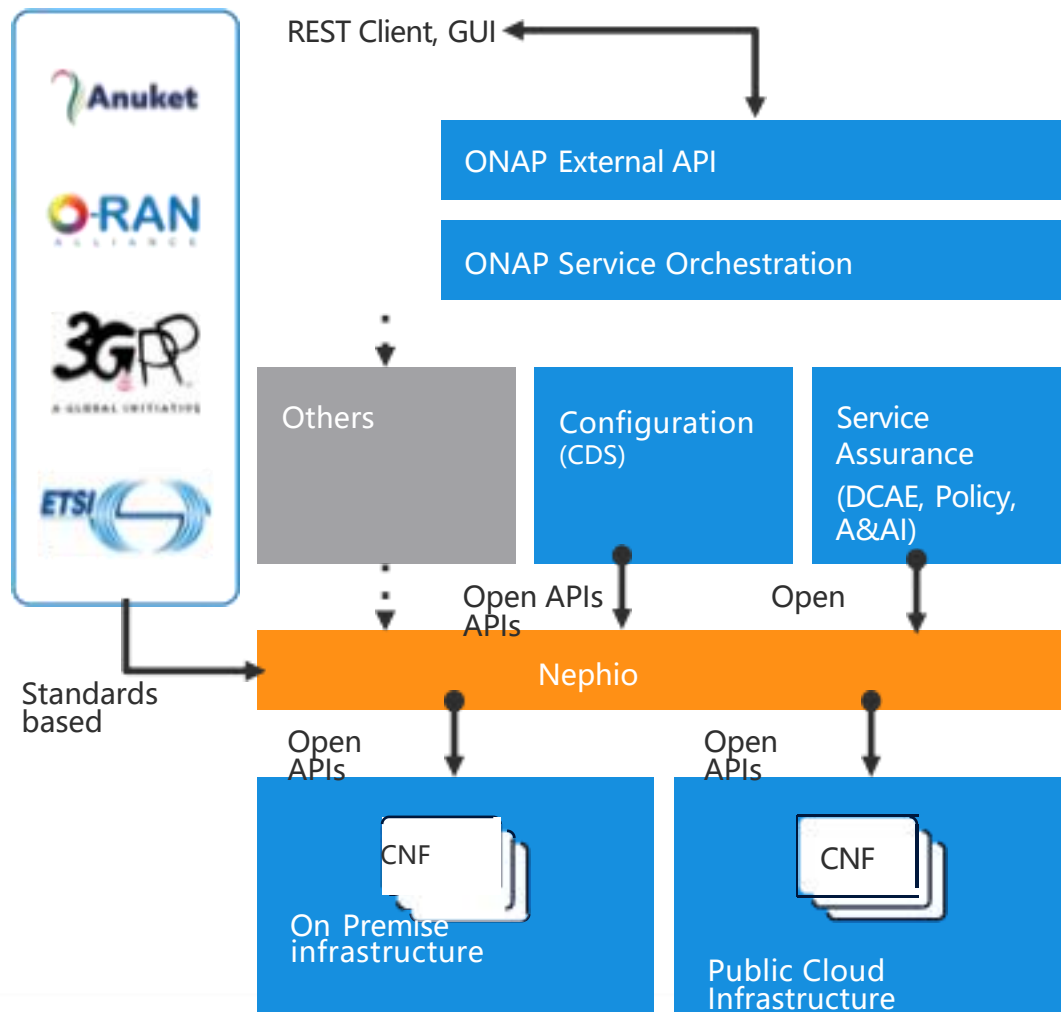 REST Client, GUI
Anuket
O-RAN
ALLIANCE
3GPP
A GLOBAL INITIATIVE
ETSI
ONAP External API
ONAP Service Orchestration
Others
Configuration
(CDS)
Service
Assurance
(DCAE, Policy,
A&AI)
Open APIs
APIs
Open
Nephio
Standards
based
Open
APIs
Open
APIs
CNF
On Premise
infrastructure
CNF
Public Cloud
Infrastructure